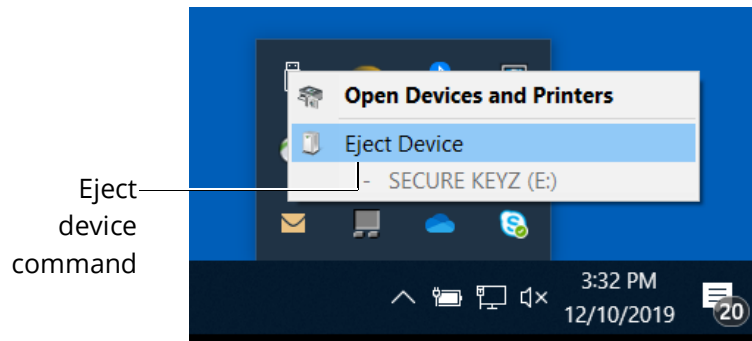 Open Devices and Printers
Eject Device
- SECURE KEYZ (E:)
Eject
device
command
3:32 PM
12/10/2019
20